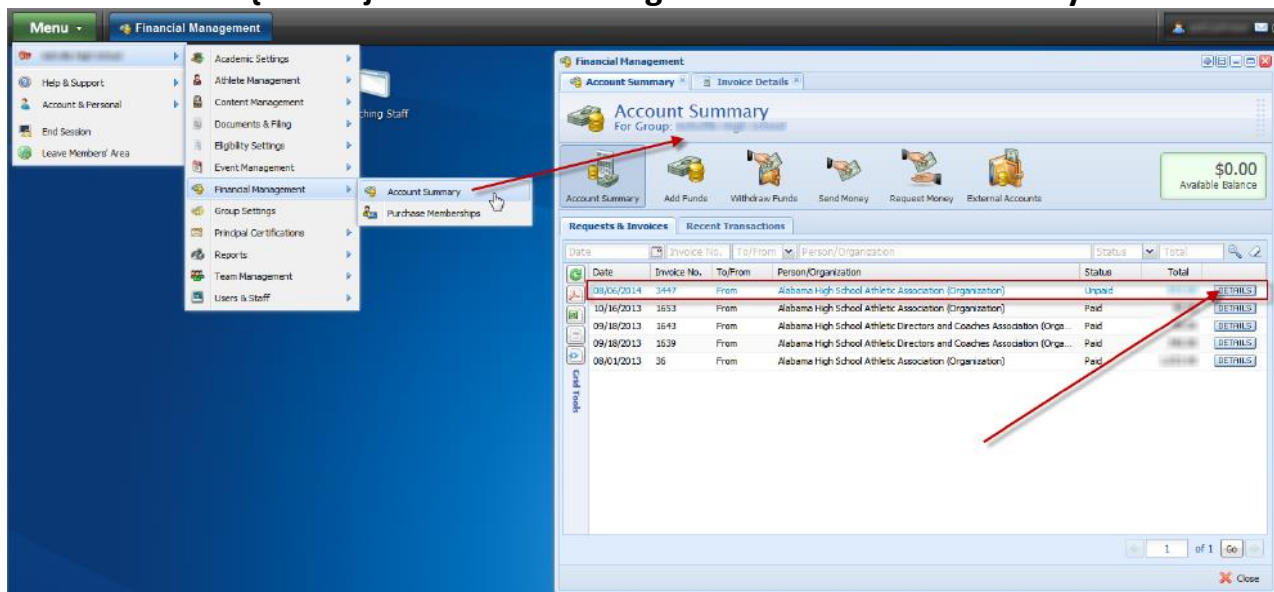 Menu
Financial Management
Help & Support
Account & Personal
End Session
Leave Members' Area
Academic Settings
Athlete Management
Content Management
Documents & Filing
Eligibility Settings
Event Management
Financial Management
Group Settings
Principal Certifications
Reports
Team Management
Users & Staff
Account Summary
Purchase Memberships
ching Staff
Financial Management
Account Summary Invoice Details
Account Summary
For Group:
Account Summary Add Funds Withdraw Funds Send Money Request Money External Accounts
$0.00
Available Balance
Requests & Invoices Recent Transactions
Date Invoice No. To/From Person/Organization Status Total
Date Invoice No. To/From Person/Organization Status Total
08/06/2014 3447 From Alabama High School Athletic Association (Organization) Unpaid DETAILS
10/16/2013 1653 From Alabama High School Athletic Association (Organization) Paid DETAILS
09/18/2013 1643 From Alabama High School Athletic Directors and Coaches Association (Orga... Paid DETAILS
09/18/2013 1639 From Alabama High School Athletic Directors and Coaches Association (Orga... Paid DETAILS
08/01/2013 36 From Alabama High School Athletic Association (Organization) Paid DETAILS
Grid Tools
1 of 1 Go
Close